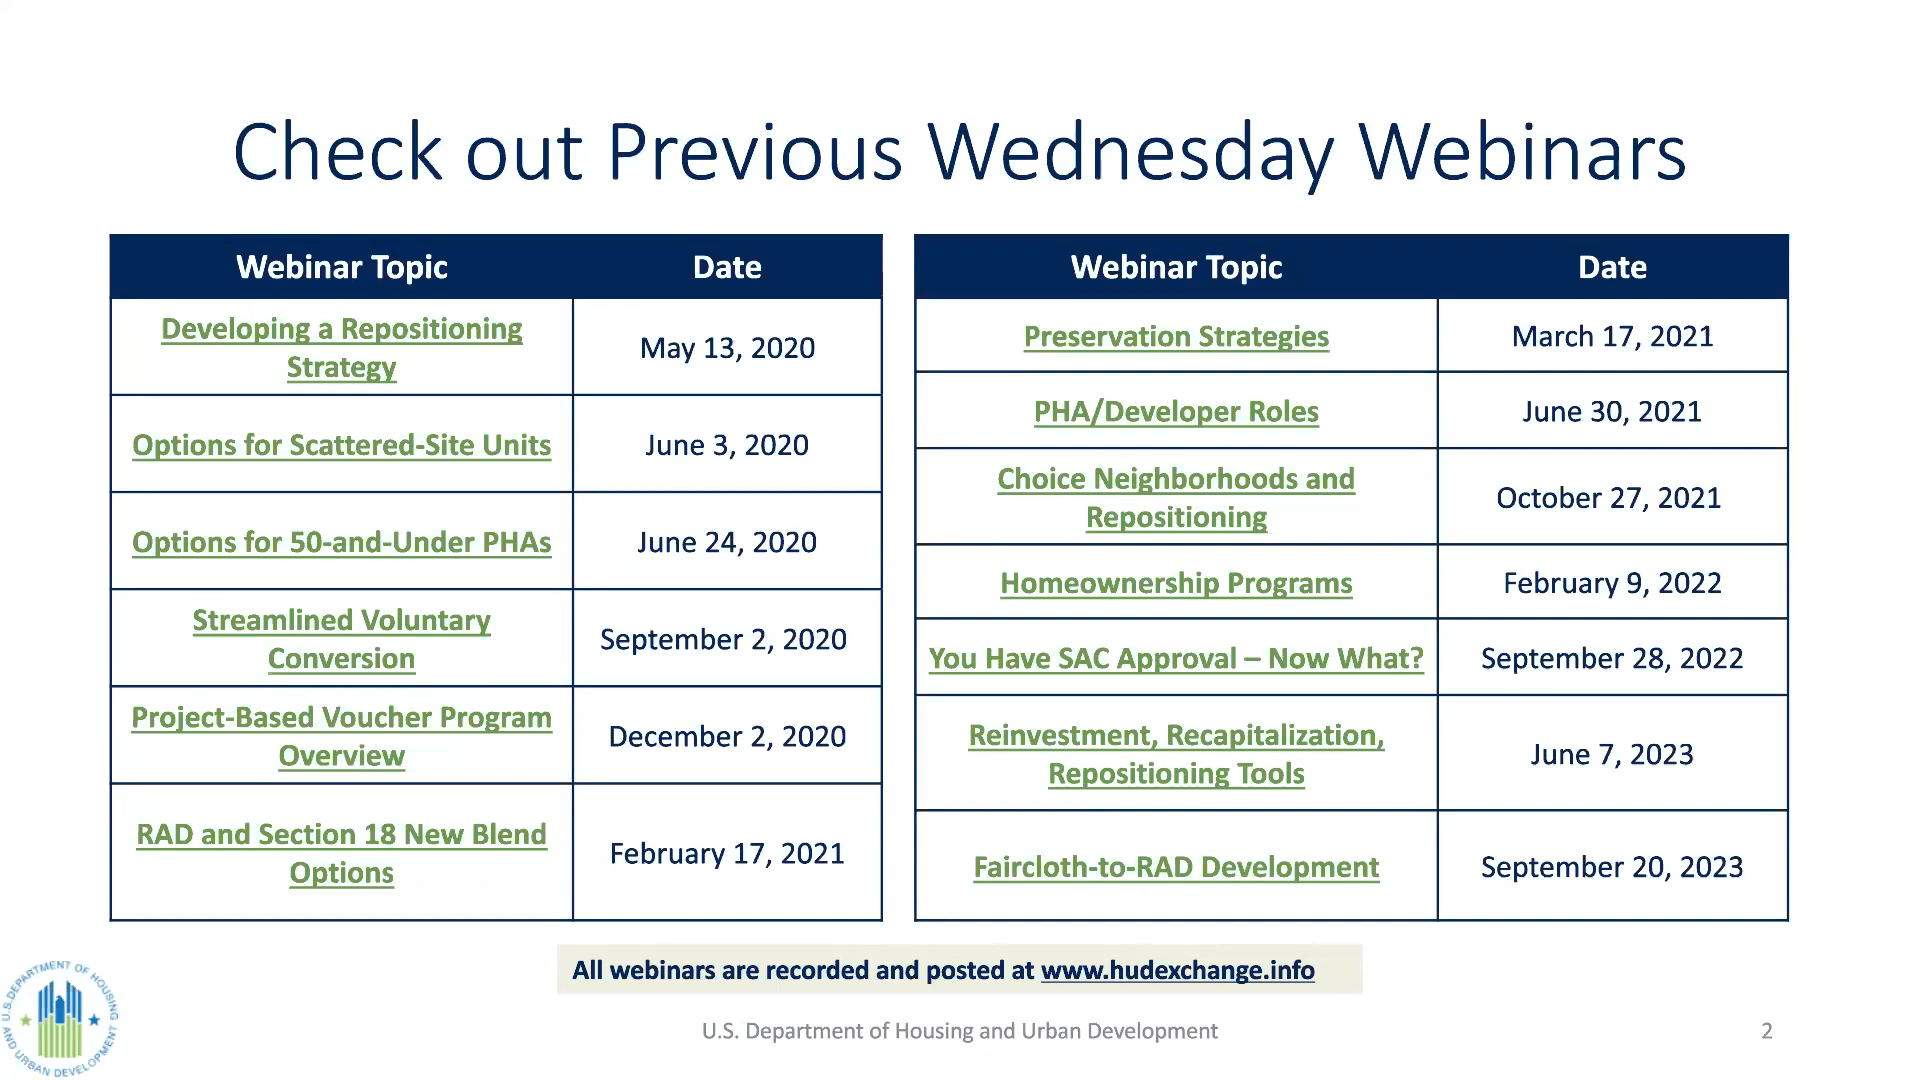 Check out Previous Wednesday Webinars
Webinar Topic Date
Developing a Repositioning
Strategy
May 13, 2020
Options for Scattered-Site Units June 3, 2020
Options for 50-and-Under PHAs June 24, 2020
Streamlined Voluntary
Conversion
September 2, 2020
Project-Based Voucher Program
Overview
December 2, 2020
RAD and Section 18 New Blend
Options
February 17, 2021
Webinar Topic Date
Preservation Strategies March 17, 2021
PHA/Developer Roles June 30, 2021
Choice Neighborhoods and
Repositioning
October 27, 2021
Homeownership Programs February 9, 2022
You Have SAC Approval – Now What? September 28, 2022
Reinvestment, Recapitalization,
Repositioning Tools
June 7, 2023
Faircloth-to-RAD Development September 20, 2023
All webinars are recorded and posted at www.hudexchange.info
U.S. DEPARTMENT OF HOUSING
AND URBAN DEVELOPMENT
U.S. Department of Housing and Urban Development
2